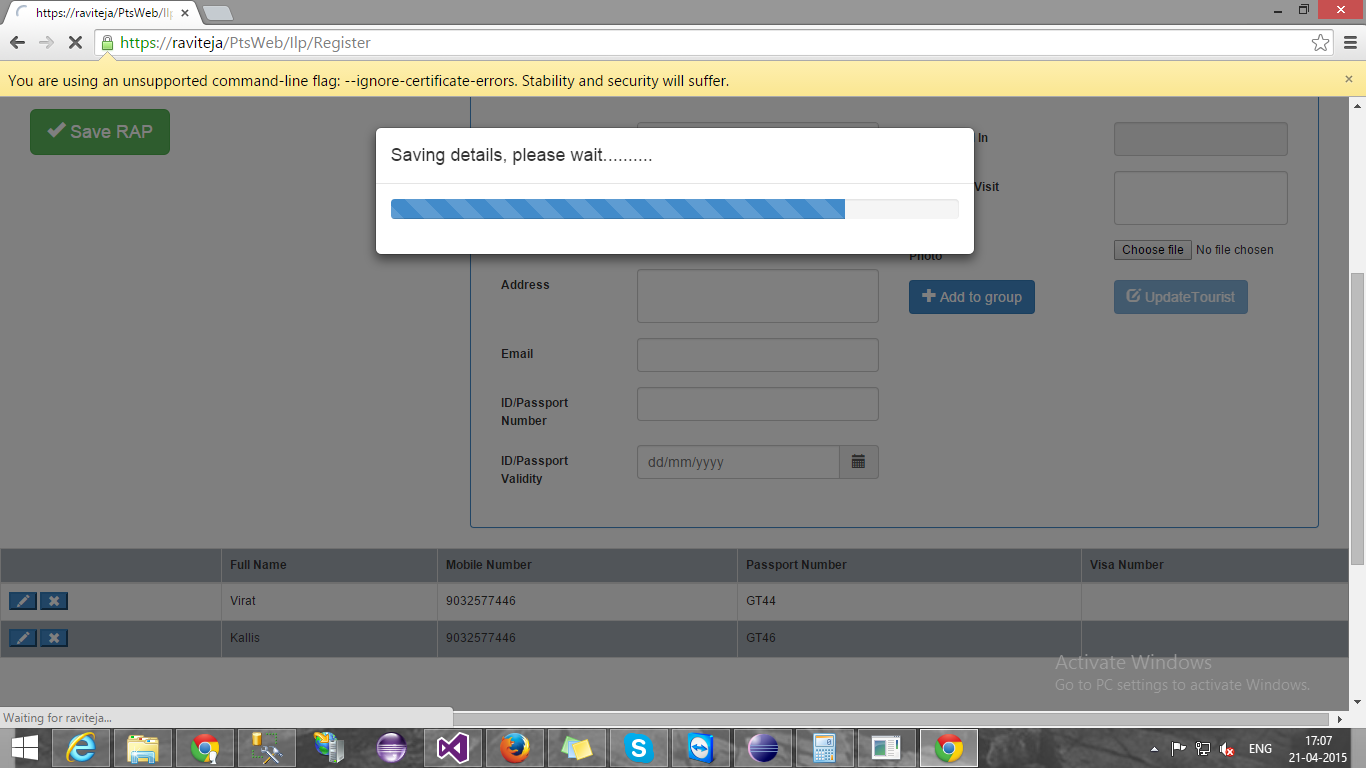 https://raviteja/PtsWeb/Ilp
https://raviteja/PtsWeb/Ilp/Register
You are using an unsupported command-line flag: --ignore-certificate-errors. Stability and security will suffer.
Save RAP
Saving details, please wait..........
In
Visit
Choose file No file chosen
Photo
Address
Add to group
UpdateTourist
Email
ID/Passport
Number
ID/Passport
Validity
dd/mm/yyyy
Full Name Mobile Number Passport Number Visa Number
Virat 9032577446 GT44
Kallis 9032577446 GT46
Activate Windows
Go to PC settings to activate Windows.
Waiting for raviteja...
ENG
17:07
21-04-2015